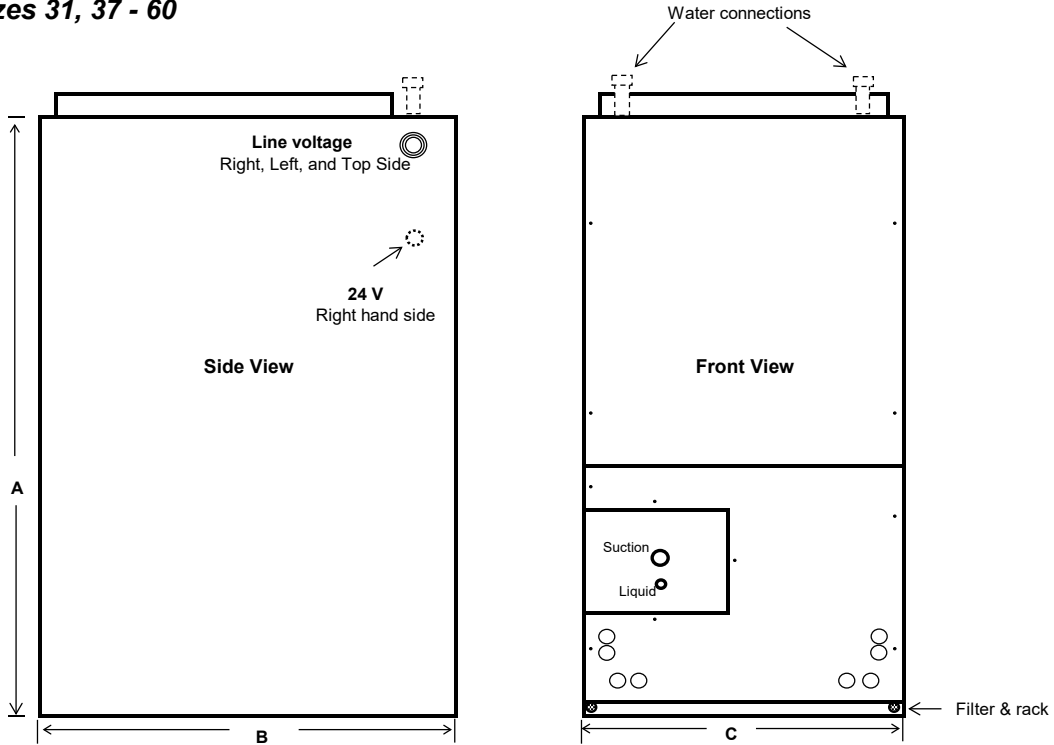 31, 37 - 60
Water connections
Line voltage
Right, Left, and Top Side
24 V
Right hand side
Side View
Front View
A
Suction
Liquid
Filter & rack
B
C